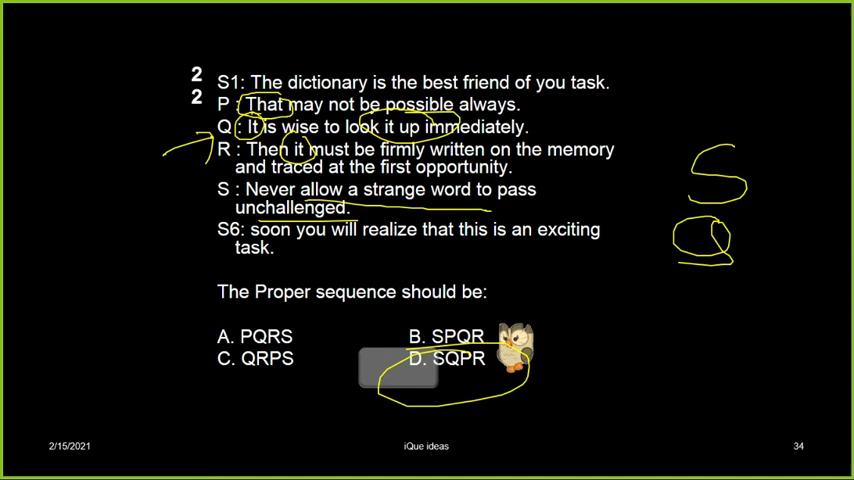 2
2
S1: The dictionary is the best friend of you task.
P : That may not be possible always.
Q : It is wise to look it up immediately.
R : Then it must be firmly written on the memory
and traced at the first opportunity.
S : Never allow a strange word to pass
unchallenged.
S6: soon you will realize that this is an exciting
task.
S
Q
The Proper sequence should be:
A. PQRS
B. SPQR
C. QRPS
D. SQPR
2/15/2021
iQue ideas
34